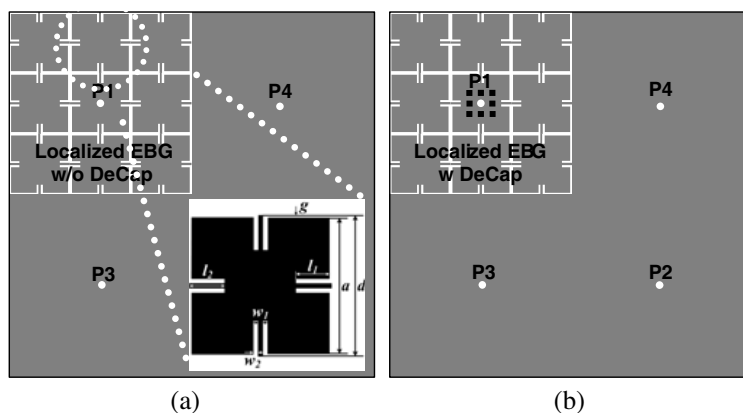 P1
P4
Localized EBG
w/o DeCap
P3
g
l2
l1
a
d
w1
w2
(a)
P1
P4
Localized EBG
w DeCap
P3
P2
(b)